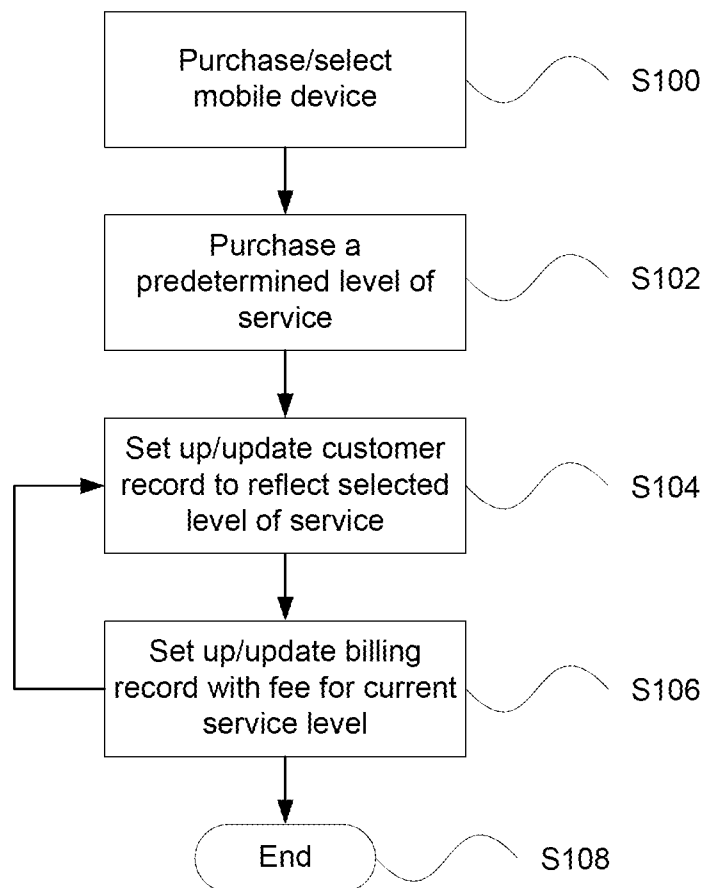 Purchase/select
mobile device
S100
Purchase a
predetermined level of
service
S102
Set up/update customer
record to reflect selected
level of service
S104
Set up/update billing
record with fee for current
service level
S106
End
S108